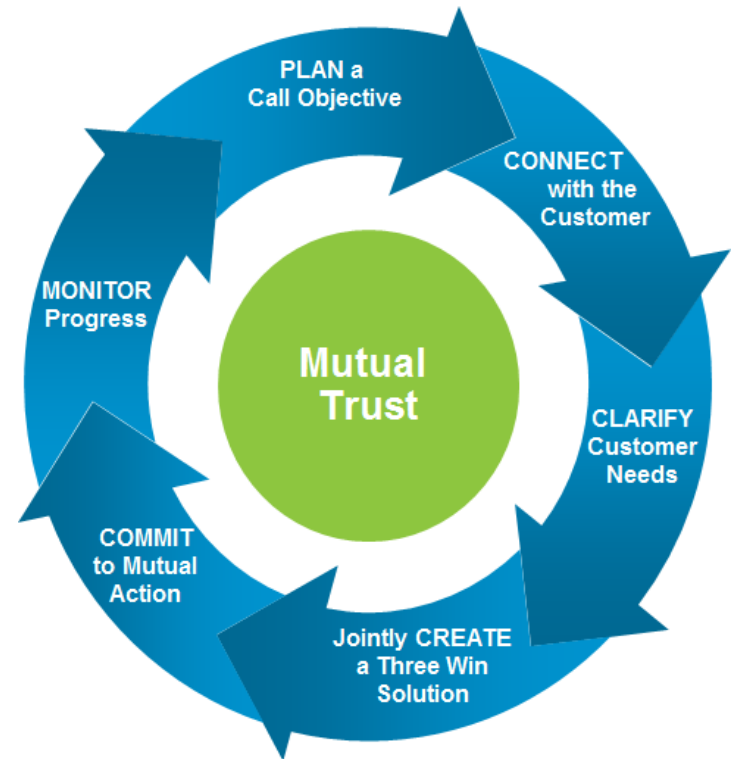 PLAN a
Call Objective
CONNECT
with the
Customer
CLARIFY
Customer
Needs
Jointly CREATE
a Three Win
Solution
COMMIT
to Mutual
Action
MONITOR
Progress
Mutual
Trust